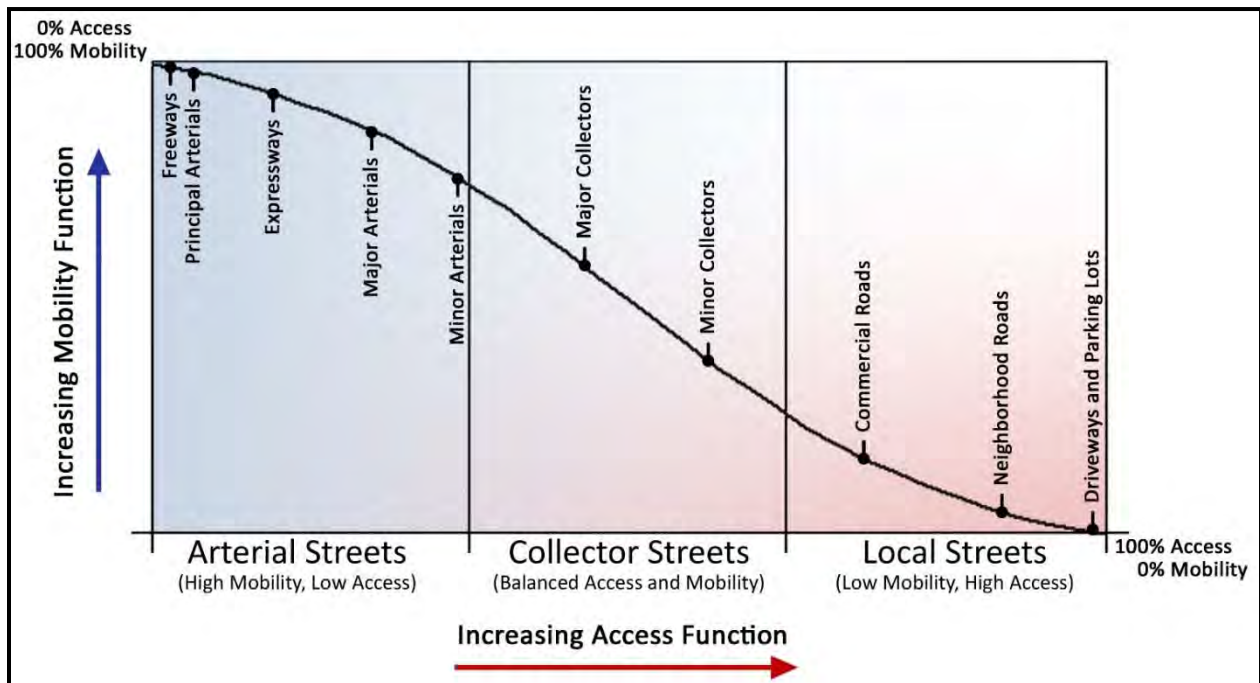 0% Access
100% Mobility
Increasing Mobility Function
Freeways
Principal Arterials
Expressways
Major Arterials
Minor Arterials
Major Collectors
Minor Collectors
Commercial Roads
Neighborhood Roads
Driveways and Parking Lots
Arterial Streets
(High Mobility, Low Access)
Collector Streets
(Balanced Access and Mobility)
Local Streets
(Low Mobility, High Access)
100% Access
0% Mobility
Increasing Access Function